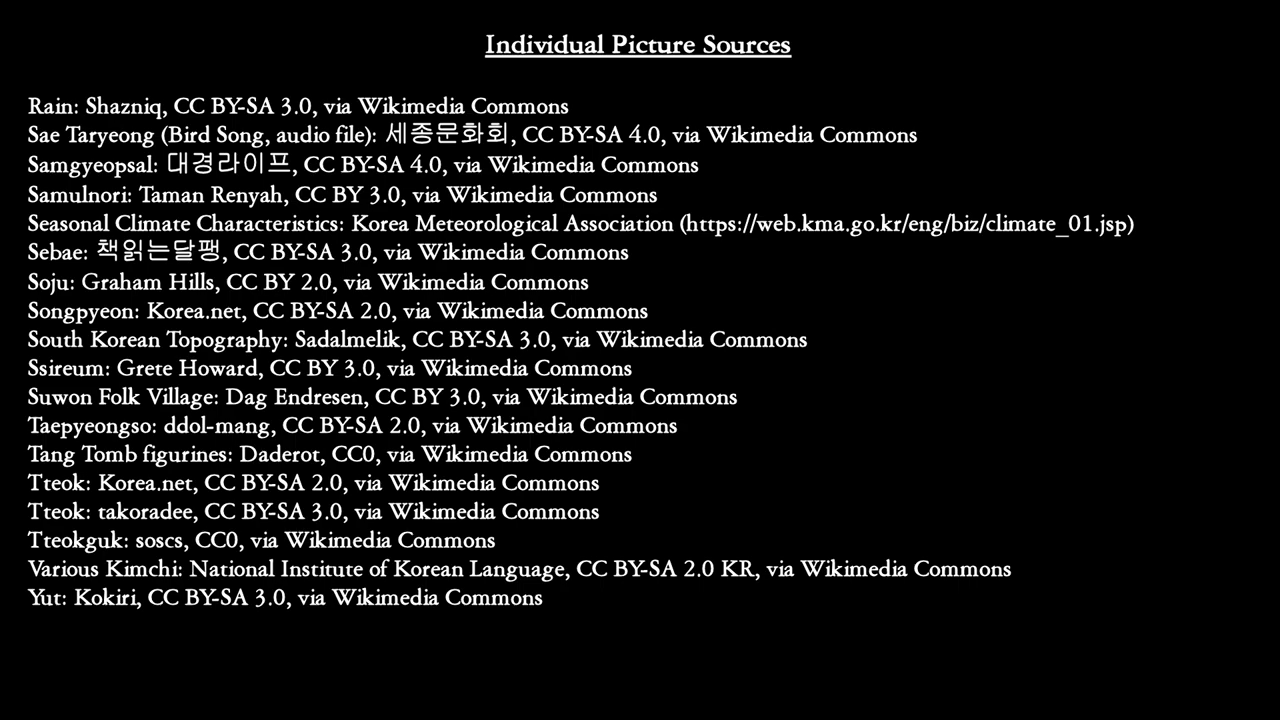 Individual Picture Sources
Rain: Shazniq, CC BY-SA 3.0, via Wikimedia Commons
Sae Taryeong (Bird Song, audio file): 세종문화회, CC BY-SA 4.0, via Wikimedia Commons
Samgyeopsal: 대경라이프, CC BY-SA 4.0, via Wikimedia Commons
Samulnori: Taman Renyah, CC BY 3.0, via Wikimedia Commons
Seasonal Climate Characteristics: Korea Meteorological Association (https://web.kma.go.kr/eng/biz/climate_01.jsp)
Sebae: 책읽는달팽, CC BY-SA 3.0, via Wikimedia Commons
Soju: Graham Hills, CC BY 2.0, via Wikimedia Commons
Songpyeon: Korea.net, CC BY-SA 2.0, via Wikimedia Commons
South Korean Topography: Sadalmelik, CC BY-SA 3.0, via Wikimedia Commons
Ssireum: Grete Howard, CC BY 3.0, via Wikimedia Commons
Suwon Folk Village: Dag Endresen, CC BY 3.0, via Wikimedia Commons
Taepyeongso: ddol-mang, CC BY-SA 2.0, via Wikimedia Commons
Tang Tomb figurines: Daderot, CC0, via Wikimedia Commons
Tteok: Korea.net, CC BY-SA 2.0, via Wikimedia Commons
Tteok: takoradee, CC BY-SA 3.0, via Wikimedia Commons
Tteokguk: soscs, CC0, via Wikimedia Commons
Various Kimchi: National Institute of Korean Language, CC BY-SA 2.0 KR, via Wikimedia Commons
Yut: Kokiri, CC BY-SA 3.0, via Wikimedia Commons